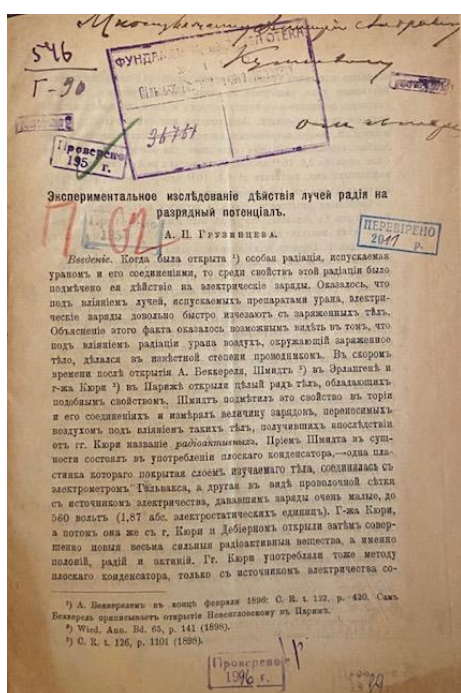 546
Г-90
ФУНДАМЕНТАЛЬНА БІБЛІОТЕКА
36761
Проверено
195 г.
Экспериментальное изслѣдованіе дѣйствія лучей радія на
разрядный потенціалъ.
А. П. Грузинцева.
ПЕРЕВІРЕНО
2011 р.
Введеніе. Когда была открыта ¹) особая радіація, испускаемая
ураномъ и его соединеніями, то среди свойствъ этой радіаціи было
подмѣчено ея дѣйствіе на электрическіе заряды. Оказалось, что
подъ вліяніемъ лучей, испускаемыхъ препаратами урана, электри-
ческіе заряды довольно быстро изчезаютъ съ заряженныхъ тѣлъ.
Объясненіе этого факта оказалось возможнымъ видѣть въ томъ, что
подъ вліяніемъ радіаціи урана воздухъ, окружающій заряженное
тѣло, дѣлался въ извѣстной степени проводникомъ. Въ скоромъ
времени послѣ открытія А. Беккереля, Шмидтъ ²) въ Эрлангенѣ и
г-жа Кюри ³) въ Парижѣ открыли цѣлый рядъ тѣлъ, обладающихъ
подобнымъ свойствомъ. Шмидтъ подмѣтилъ это свойство въ торіи
и его соединеніяхъ и измѣрялъ величину зарядовъ, переносимыхъ
воздухомъ подъ вліяніемъ такихъ тѣлъ, получившихъ впослѣдствіи
отъ гг. Кюри названіе радіоактивныхъ. Пріемъ Шмидта въ сущ-
ности состоялъ въ употребленіи плоскаго конденсатора,—одна пла-
стинка котораго покрытая слоемъ изучаемаго тѣла, соединялась съ
электрометромъ Гальвакса, а другая въ видѣ проволочной сѣтки
съ источникомъ электричества, дававшимъ заряды очень малые, до
560 вольтъ (1,87 абс. электростатическихъ единицъ). Г-жа Кюри,
а потомъ она же съ г. Кюри и Дебіерномъ открыли затѣмъ совер-
шенно новыя весьма сильныя радіоактивныя вещества, а именно
полоній, радій и актиній. Гг. Кюри употребляли тоже методу
плоскаго конденсатора, только съ источникомъ электричества со-
¹) А. Беккерелемъ въ концѣ февраля 1896; C. R. t. 122, p. 420. Самъ
Беккерель приписываетъ открытіе Невенгловскому въ Парижѣ.
²) Wied. Ann. Bd. 65, p. 141 (1898).
³) C. R. t. 126, p. 1101 (1898).
Проверено
1996 г.